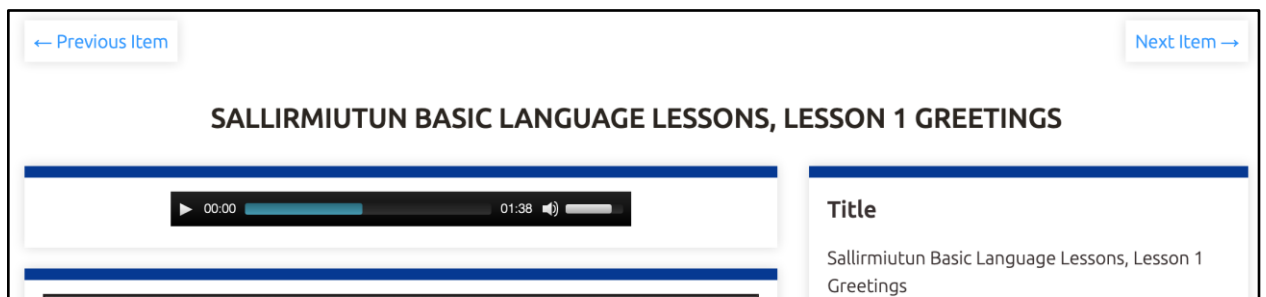 ← Previous Item
Next Item →
SALLIRMIUTUN BASIC LANGUAGE LESSONS, LESSON 1 GREETINGS
00:00 01:38
Title
Sallirmiutun Basic Language Lessons, Lesson 1
Greetings